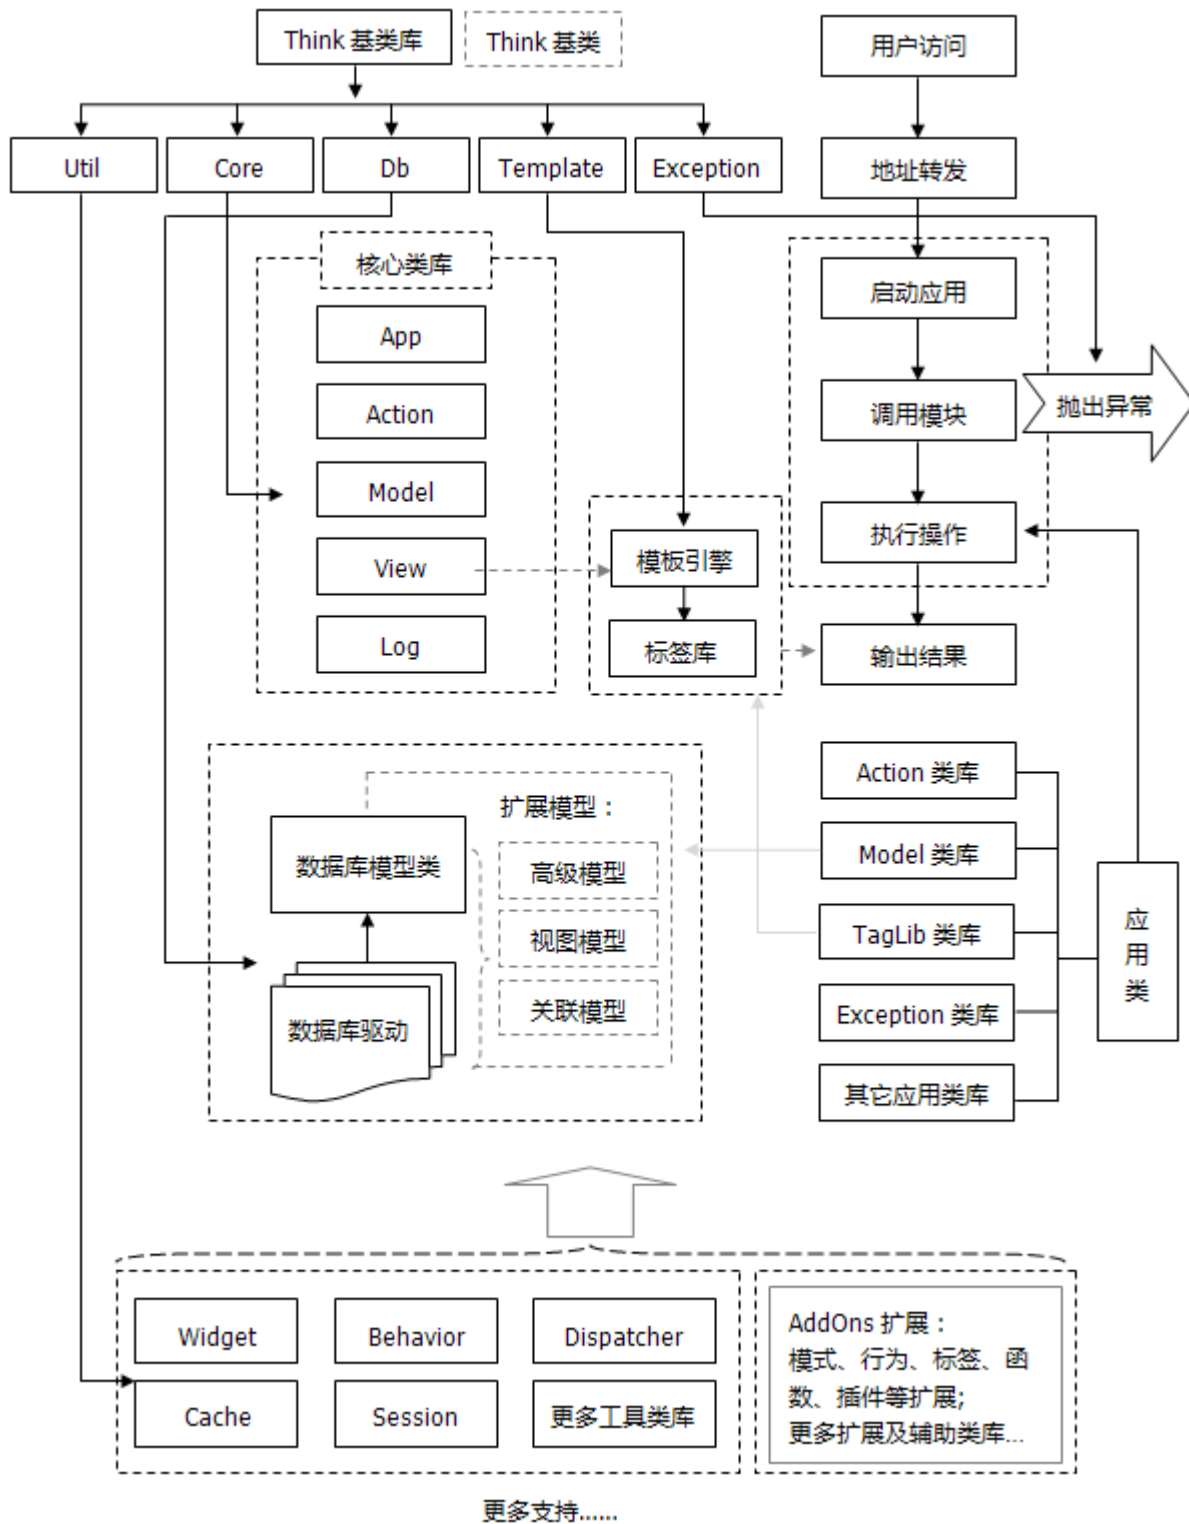 Think 基类库
Think 基类
用户访问
Util
Core
Db
Template
Exception
地址转发
核心类库
App
Action
Model
View
Log
启动应用
调用模块
抛出异常
执行操作
模板引擎
标签库
输出结果
扩展模型：
数据库模型类
高级模型
视图模型
关联模型
数据库驱动
Action 类库
Model 类库
TagLib 类库
Exception 类库
其它应用类库
应
用
类
Widget
Behavior
Dispatcher
Cache
Session
更多工具类库
AddOns 扩展：
模式、行为、标签、函
数、插件等扩展;
更多扩展及辅助类库...
更多支持......